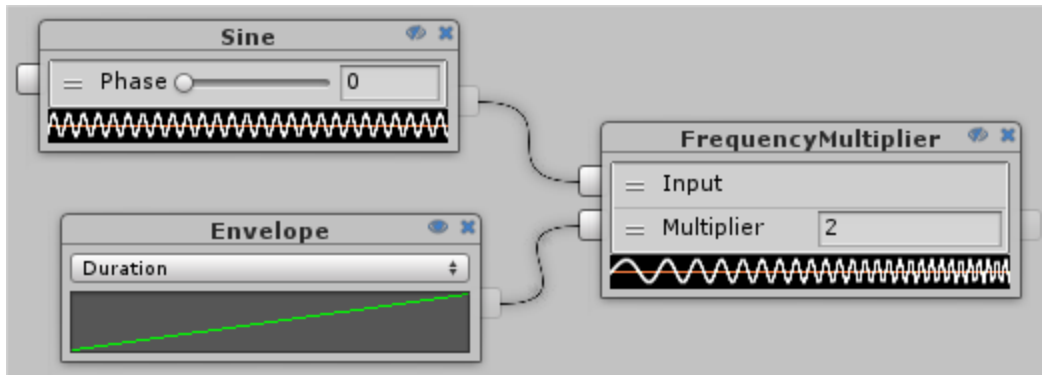 Sine
Phase 0
Envelope
Duration
FrequencyMultiplier
Input
Multiplier 2